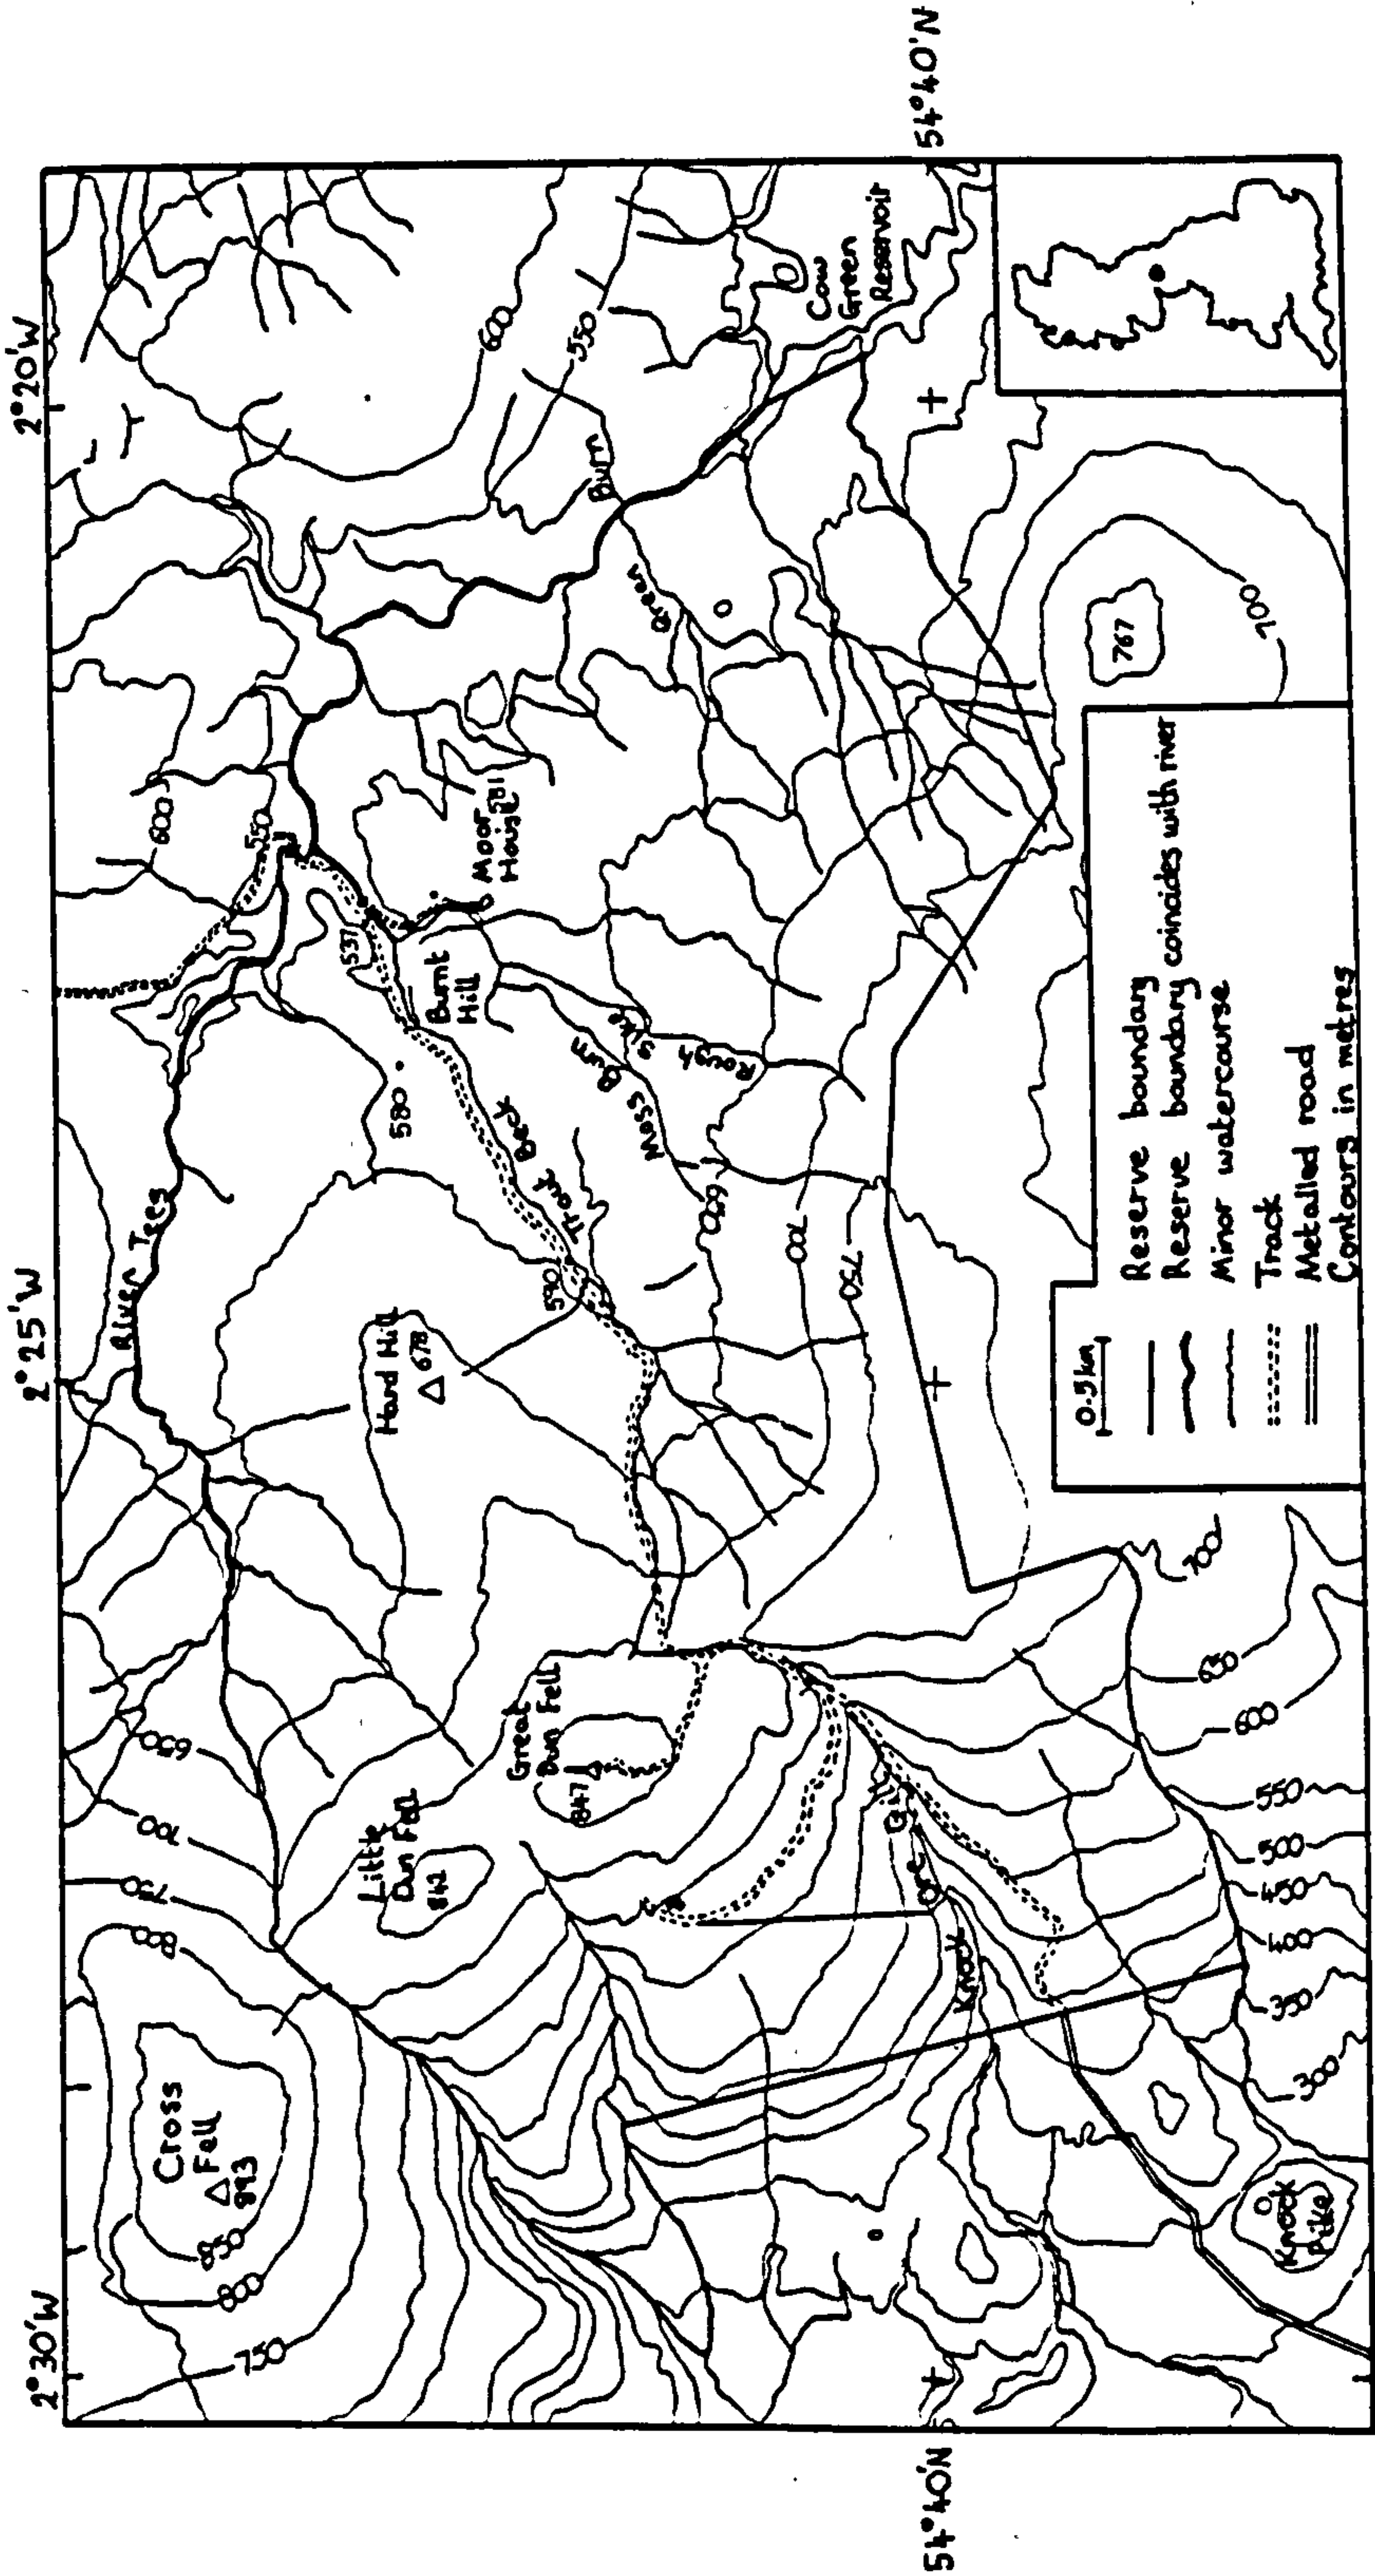 2°30'W
2°25'W
2°20'W
54°40'N
54°40'N
Cross
Fell
893
850
800
750
800
750
700
650
River Tees
600
550
600
550
Little
Dun Fell
842
Great
Dun Fell
847
Hard Hill
678
590
580
537
Trout Beck
Burnt
Hill
Moor
House
581
Moss Burn
Rough
Sike
Green Burn
Cow
Green
Reservoir
650
700
750
Knock Ore Gill
Knock
Pike
300
350
400
450
500
550
600
650
700
767
700
0.5km
Reserve boundary
Reserve boundary coincides with river
Minor watercourse
Track
Metalled road
Contours in metres